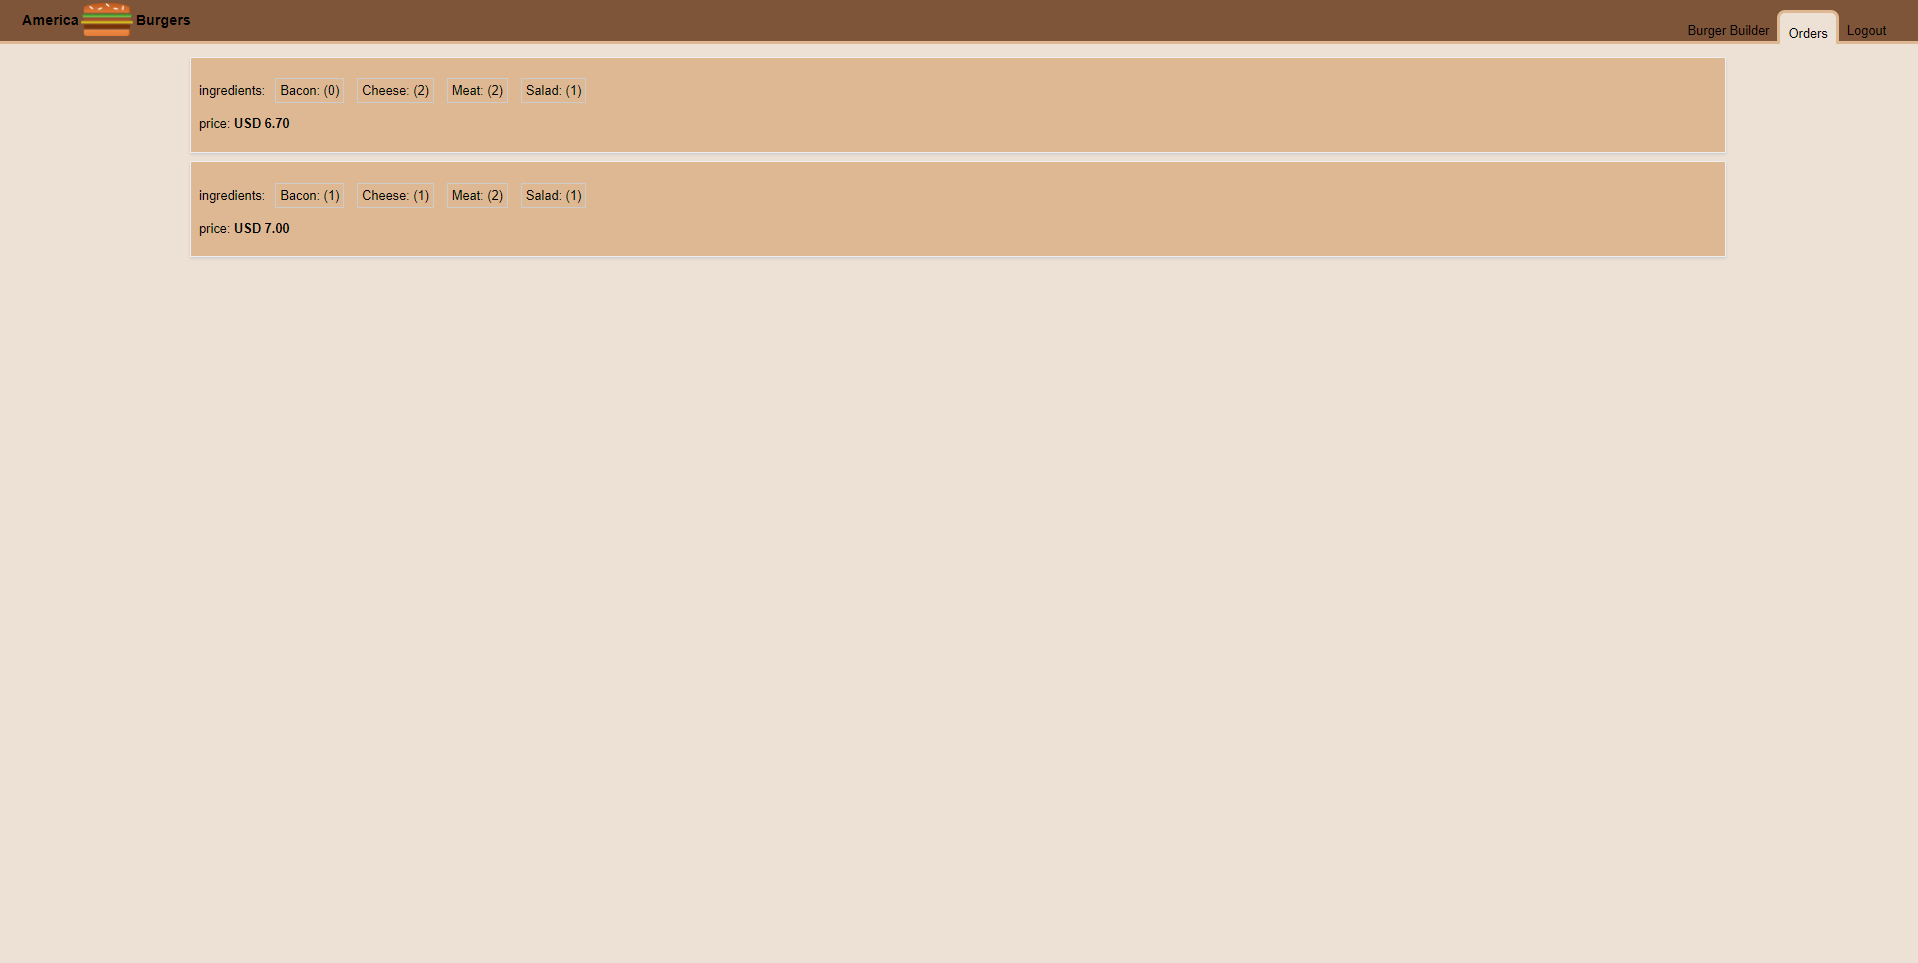 America Burgers
Burger Builder Orders Logout
ingredients: Bacon: (0) Cheese: (2) Meat: (2) Salad: (1)
price: USD 6.70
ingredients: Bacon: (1) Cheese: (1) Meat: (2) Salad: (1)
price: USD 7.00